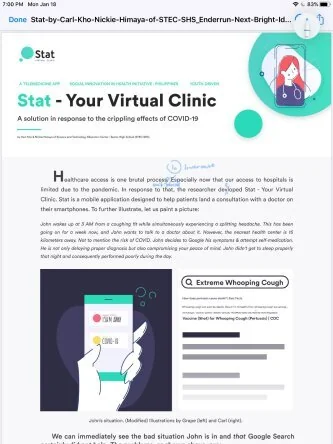 7:00 PM Mon Jan 18
83%
Done Stat-by-Carl-Kho-Nickie-Himaya-of-STEC-SHS_Enderrun-Next-Bright-Id...
Stat
A TELEMEDICINE APP SOCIAL INNOVATION IN HEALTH INITIATIVE - PHILIPPINES YOUTH-DRIVEN
Stat - Your Virtual Clinic
A solution in response to the crippling effects of COVID-19
Healthcare access is one brutal process. Especially now that our access to hospitals is
limited due to the pandemic. In response to that, the researcher developed Stat - Your Virtual
Clinic. Stat is a mobile application designed to help patients land a consultation with a doctor on
their smartphones. To further illustrate, let us paint a picture:
John wakes up at 3 AM from a coughing fit while simultaneously experiencing a splitting headache. This has been
going on for a week now, and John wants to talk to a doctor about it. However, the nearest health center is 15
kilometers away. Not to mention the risk of COVID. John decides to Google his symptoms & attempt self-medication.
He is not only delaying proper diagnosis but also compromising your peace of mind. John didn't get to sleep properly
that night and consequently performed poorly during the day.
Extreme Whooping Cough
Vaccine (Shot) for Whooping Cough (Pertussis) | CDC
COVID-19
John's situation. (Modified) Illustrations by Grape (left) and Carl (right).
We can immediately see the bad situation John is in and that Google Search